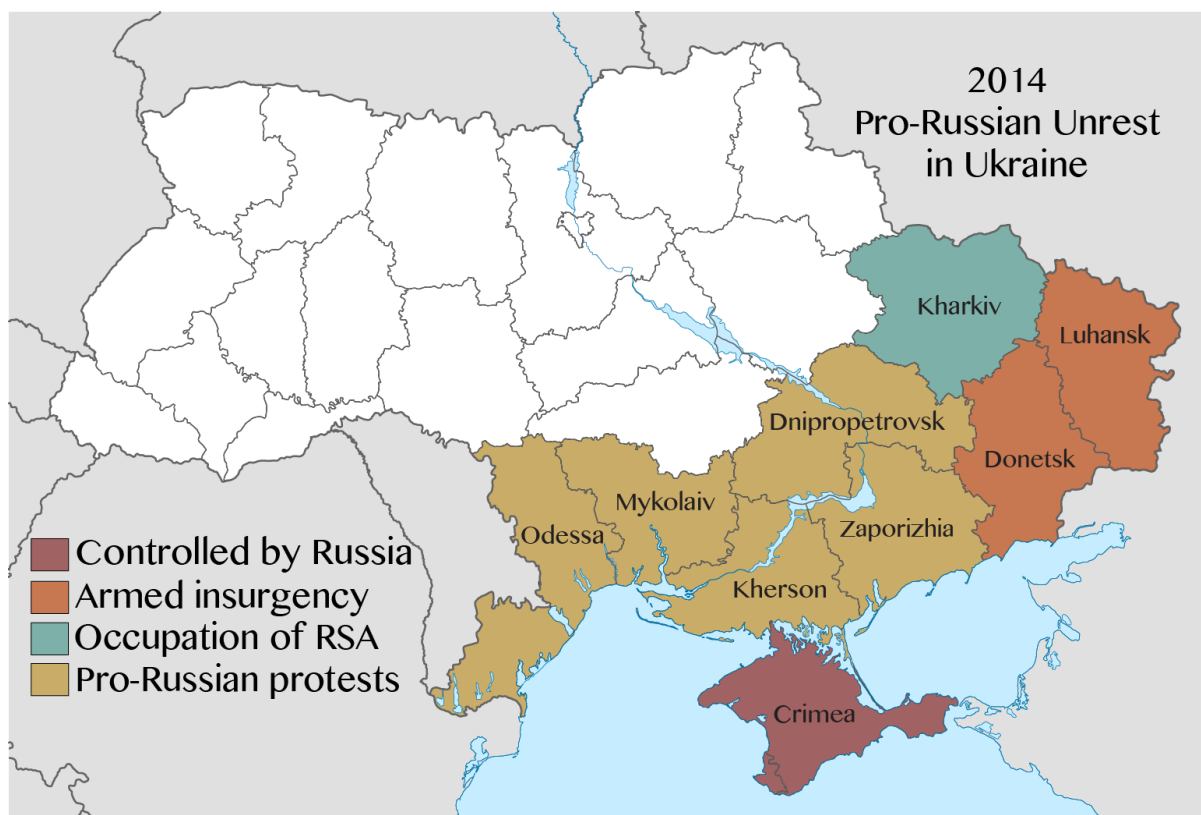 2014
Pro-Russian Unrest
in Ukraine
Kharkiv
Luhansk
Dnipropetrovsk
Donetsk
Mykolaiv
Odessa
Zaporizhia
Kherson
Crimea
Controlled by Russia
Armed insurgency
Occupation of RSA
Pro-Russian protests